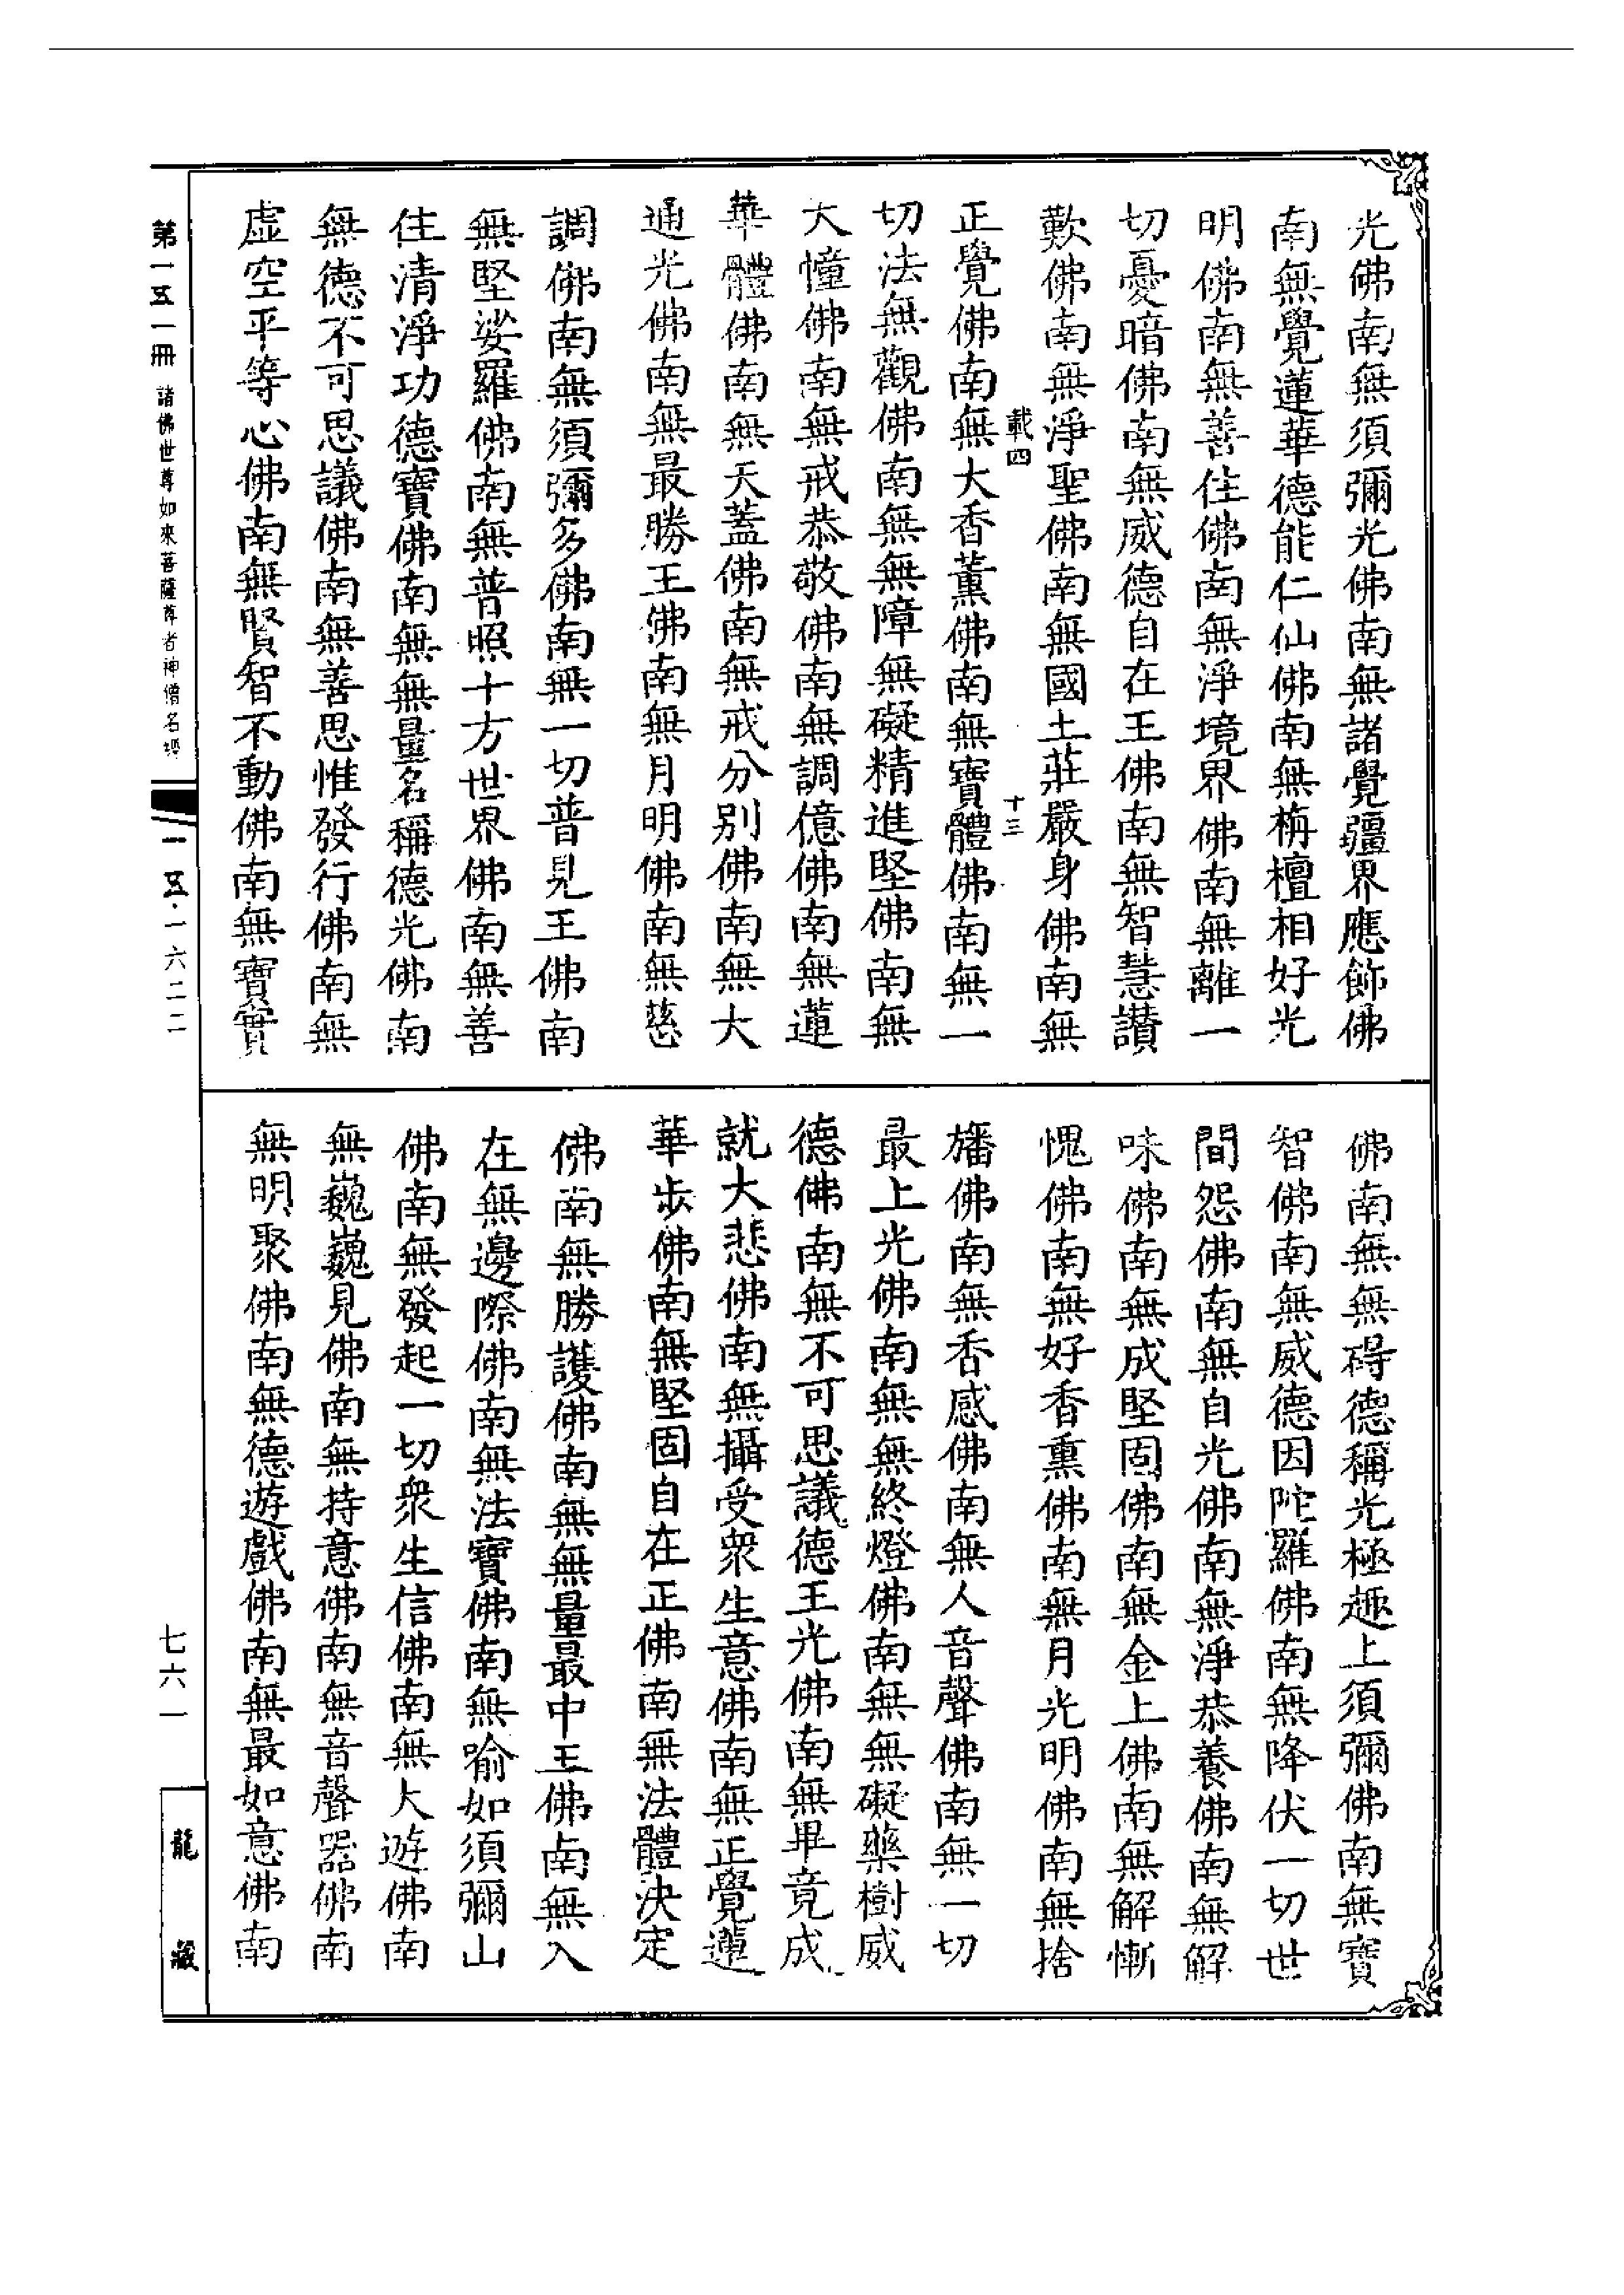 光佛南無須彌光佛南無諸覺疆界應飾佛
南無覺蓮華德能仁仙佛南無栴檀相好光
明佛南無善住佛南無淨境界佛南無離一
切憂暗佛南無威德自在王佛南無智慧讚
歎佛南無淨聖佛南無國土莊嚴身佛南無
載四 十三
正覺佛南無大香薰佛南無寶體佛南無一
切法無觀佛南無無障無礙精進堅佛南無
大幢佛南無戒恭敬佛南無調億佛南無蓮
華體佛南無天蓋佛南無戒分別佛南無大
通光佛南無最勝王佛南無月明佛南無慈
調佛南無須彌多佛南無一切普見王佛南
無堅娑羅佛南無普照十方世界佛南無善
住清淨功德寶佛南無無量名稱德光佛南
無德不可思議佛南無善思惟發行佛南無
虛空平等心佛南無賢智不動佛南無寶實
佛南無無碍德稱光極趣上須彌佛南無寶
智佛南無威德因陀羅佛南無降伏一切世
間怨佛南無自光佛南無淨恭養佛南無解
味佛南無成堅固佛南無金上佛南無解慚
愧佛南無好香熏佛南無月光明佛南無捨
旛佛南無香感佛南無人音聲佛南無一切
最上光佛南無無終燈佛南無無礙藥樹威
德佛南無不可思議德王光佛南無畢竟成
就大悲佛南無攝受衆生意佛南無正覺蓮
華步佛南無堅固自在正佛南無法體決定
佛南無勝護佛南無無量最中王佛南無入
在無邊際佛南無法寶佛南無喻如須彌山
佛南無發起一切衆生信佛南無大遊佛南
無巍巍見佛南無持意佛南無音聲器佛南
無明聚佛南無德遊戲佛南無最如意佛南
第一五一冊 諸佛世尊如來菩薩尊者神僧名經
一五·一六二二
七六一
龍藏